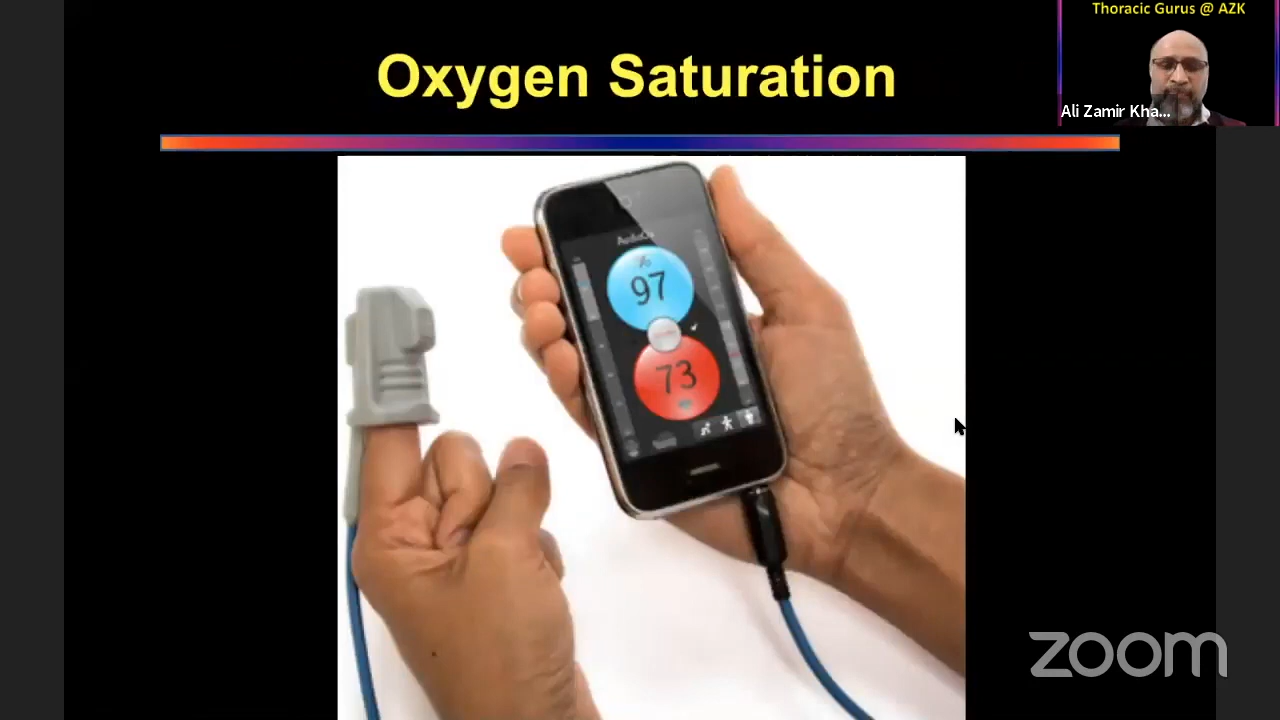 Thoracic Gurus @ AZK
Ali Zamir Kha...
Oxygen Saturation
%
97
73
zoom